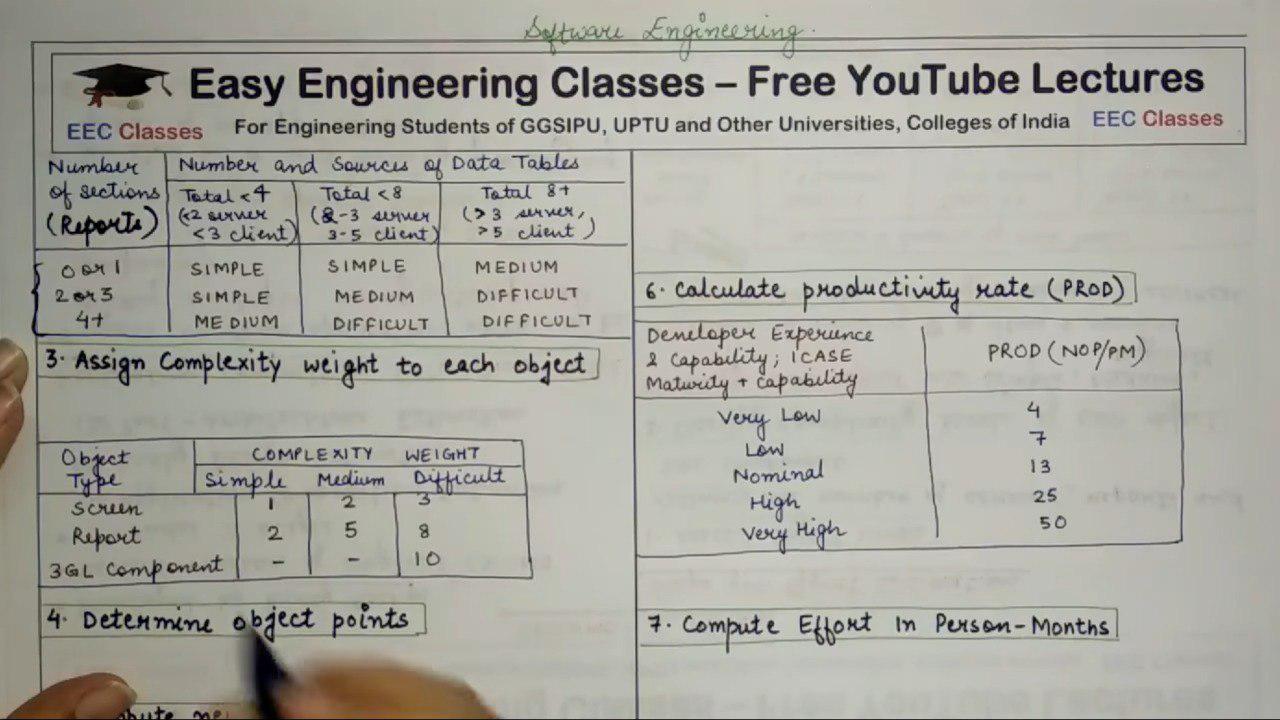 Software Engineering.
Easy Engineering Classes – Free YouTube Lectures
EEC Classes
For Engineering Students of GGSIPU, UPTU and Other Universities, Colleges of India
EEC Classes
Number of sections (Reports)
Number and Sources of Data Tables
Total <4 (<2 server <3 client)
Total <8 (2-3 server 3-5 client)
Total 8+ (>3 server, >5 client)
0 or 1 SIMPLE SIMPLE MEDIUM
2 or 3 SIMPLE MEDIUM DIFFICULT
4+ MEDIUM DIFFICULT DIFFICULT
3. Assign Complexity weight to each object
Object Type
COMPLEXITY WEIGHT
Simple Medium Difficult
Screen 1 2 3
Report 2 5 8
3GL Component - - 10
4. Determine object points
6. Calculate productivity rate (PROD)
Developer Experience
& Capability; ICASE
Maturity + Capability
PROD (NOP/PM)
Very Low 4
Low 7
Nominal 13
High 25
Very High 50
7. Compute Effort In Person-Months